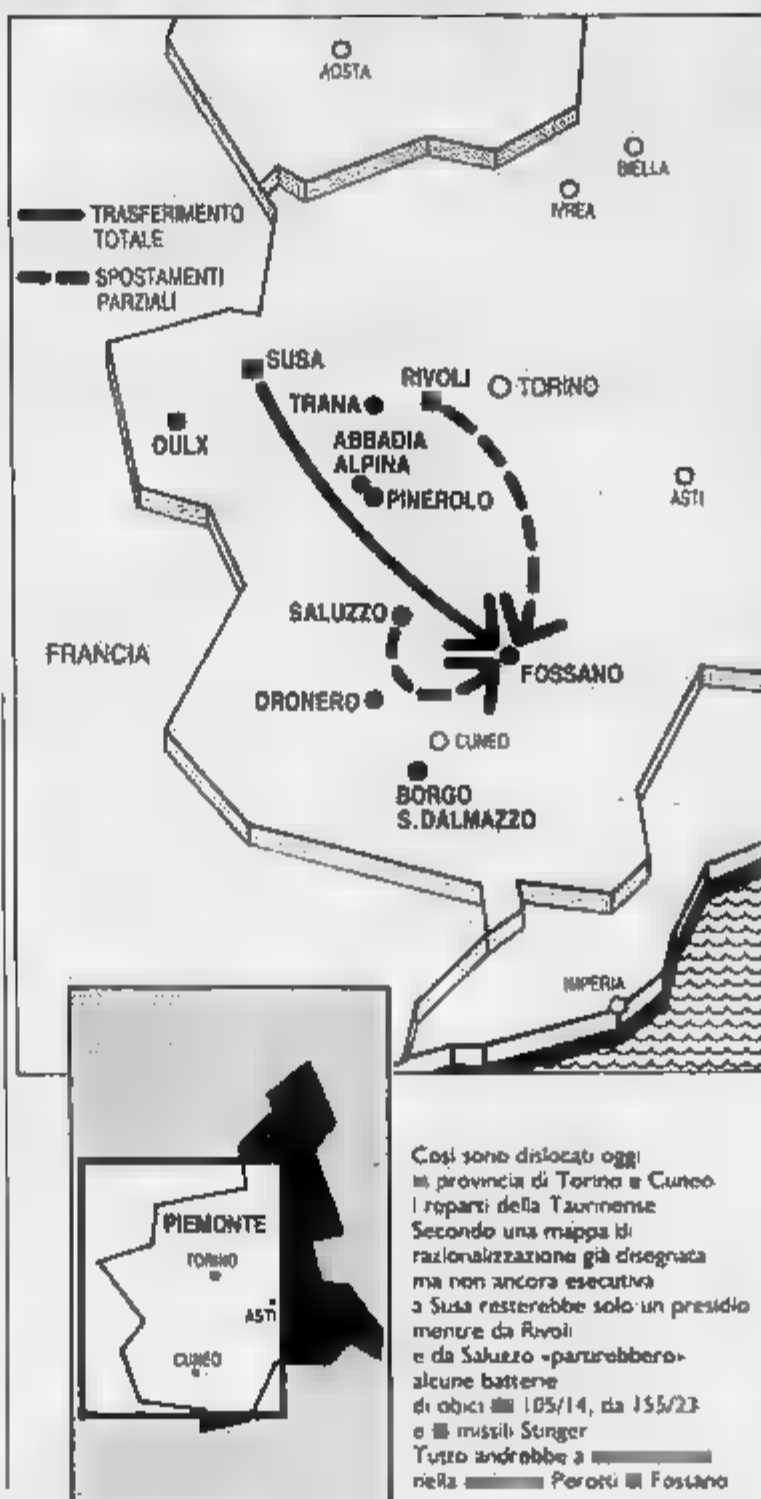 AOSTA
BIELLA
IVREA
TRASFERIMENTO
TOTALE
SPOSTAMENTI
PARZIALI
SUSA
RIVOLI
TORINO
TRANA
OULX
ABBADIA
ALPINA
PINEROLO
ASTI
SALUZZO
FRANCIA
FOSSANO
DRONERO
CUNEO
BORGO
S.DALMAZZO
IMPERIA
PIEMONTE
TORINO
ASTI
CUNEO
Così sono dislocati oggi
in provincia di Torino e Cuneo
i reparti della Taurinense
Secondo una mappa di
razionalizzazione già disegnata
ma non ancora esecutiva
a Susa resterebbe solo un presidio
mentre da Rivoli
e da Saluzzo «partirebbero»
alcune batterie
di obici 105/14, da 155/23
e missili Stinger
Tutto andrebbe a
nella Perotti Fossano